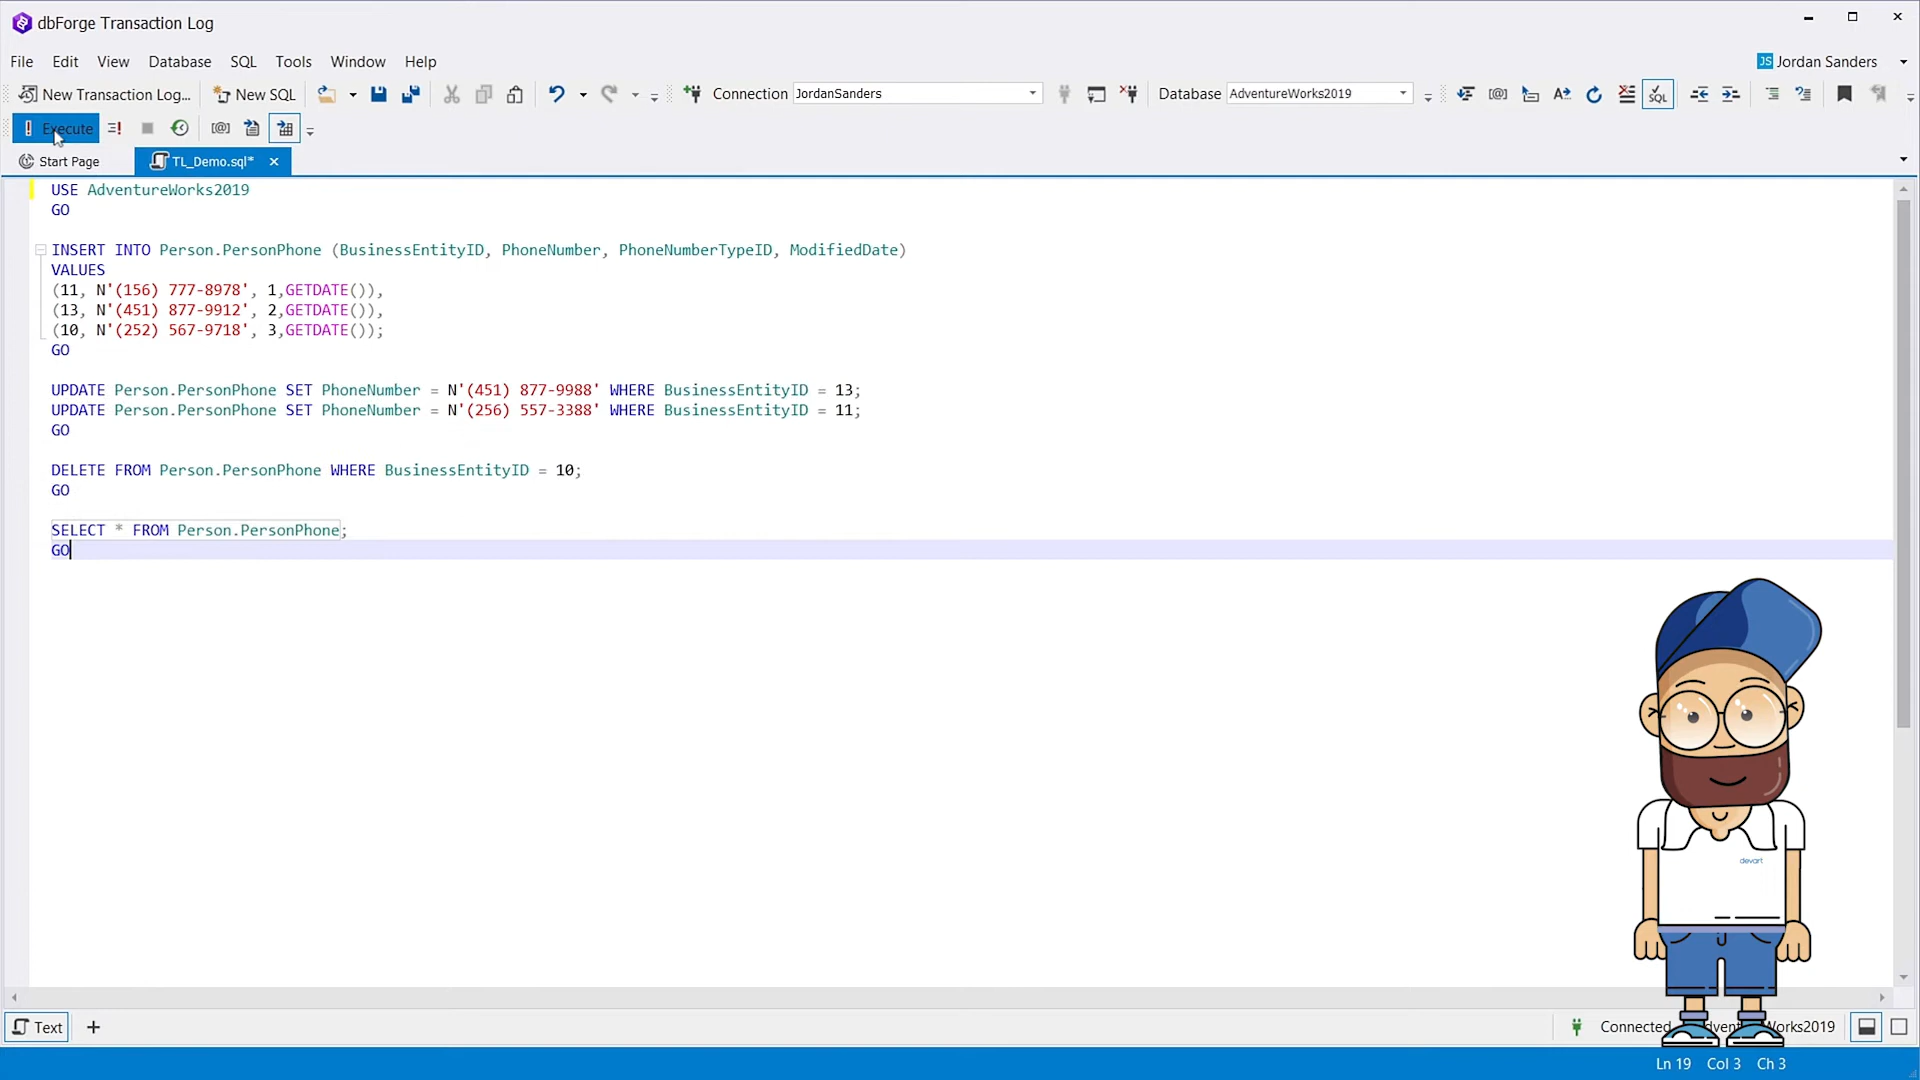 dbForge Transaction Log
File Edit View Database SQL Tools Window Help
JS Jordan Sanders
New Transaction Log... New SQL Connection JordanSanders Database AdventureWorks2019
Execute
Start Page TL_Demo.sql*
USE AdventureWorks2019
GO
INSERT INTO Person.PersonPhone (BusinessEntityID, PhoneNumber, PhoneNumberTypeID, ModifiedDate)
VALUES
(11, N'(156) 777-8978', 1,GETDATE()),
(13, N'(451) 877-9912', 2,GETDATE()),
(10, N'(252) 567-9718', 3,GETDATE());
GO
UPDATE Person.PersonPhone SET PhoneNumber = N'(451) 877-9988' WHERE BusinessEntityID = 13;
UPDATE Person.PersonPhone SET PhoneNumber = N'(256) 557-3388' WHERE BusinessEntityID = 11;
GO
DELETE FROM Person.PersonPhone WHERE BusinessEntityID = 10;
GO
SELECT * FROM Person.PersonPhone;
GO
devart
Text
Connected
Ln 19 Col 3 Ch 3